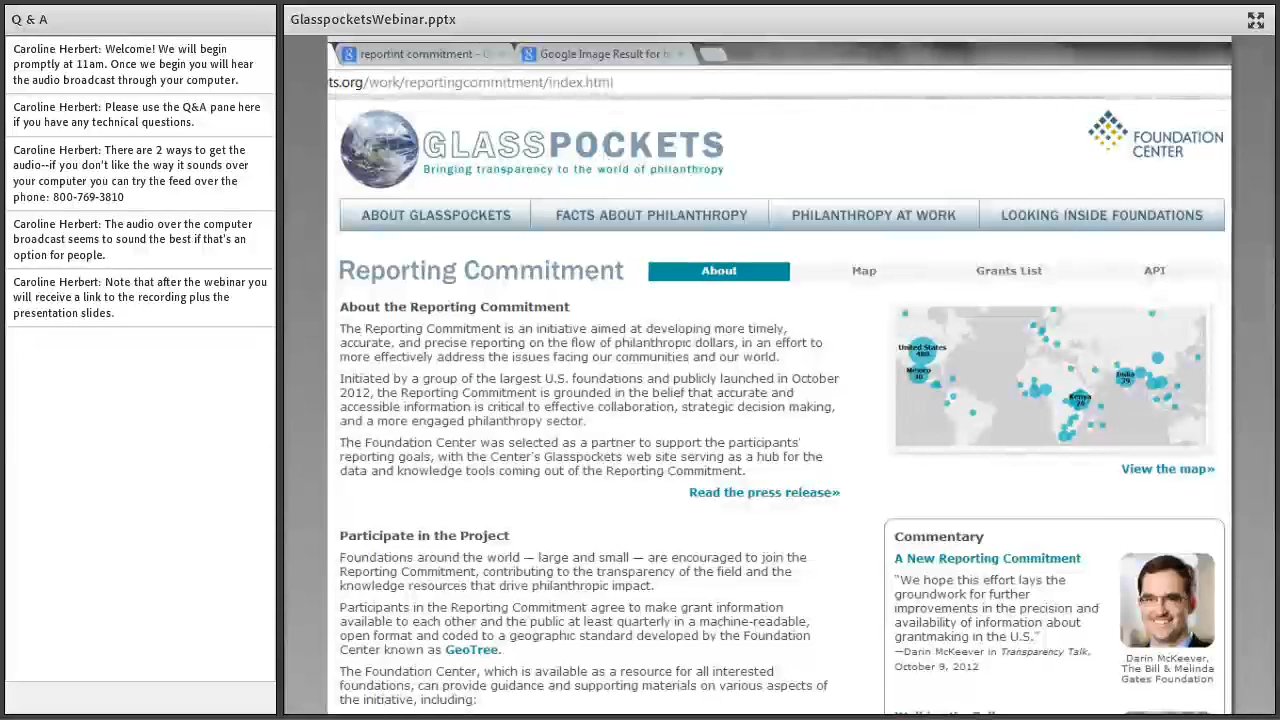 Q & A
Caroline Herbert: Welcome! We will begin
promptly at 11am. Once we begin you will hear
the audio broadcast through your computer.
Caroline Herbert: Please use the Q&A pane here
if you have any technical questions.
Caroline Herbert: There are 2 ways to get the
audio--if you don't like the way it sounds over
your computer you can try the feed over the
phone: 800-769-3810
Caroline Herbert: The audio over the computer
broadcast seems to sound the best if that's an
option for people.
Caroline Herbert: Note that after the webinar you
will receive a link to the recording plus the
presentation slides.
GlasspocketsWebinar.pptx
reportint commitment -
Google Image Result for
ts.org/work/reportingcommitment/index.html
GLASSPOCKETS
Bringing transparency to the world of philanthropy
FOUNDATION
CENTER
ABOUT GLASSPOCKETS FACTS ABOUT PHILANTHROPY PHILANTHROPY AT WORK LOOKING INSIDE FOUNDATIONS
Reporting Commitment About Map Grants List API
About the Reporting Commitment
The Reporting Commitment is an initiative aimed at developing more timely,
accurate, and precise reporting on the flow of philanthropic dollars, in an effort to
more effectively address the issues facing our communities and our world.
Initiated by a group of the largest U.S. foundations and publicly launched in October
2012, the Reporting Commitment is grounded in the belief that accurate and
accessible information is critical to effective collaboration, strategic decision making,
and a more engaged philanthropy sector.
The Foundation Center was selected as a partner to support the participants'
reporting goals, with the Center's Glasspockets web site serving as a hub for the
data and knowledge tools coming out of the Reporting Commitment.
Read the press release»
United States
Mexico
India
Kenya
View the map»
Participate in the Project
Foundations around the world — large and small — are encouraged to join the
Reporting Commitment, contributing to the transparency of the field and the
knowledge resources that drive philanthropic impact.
Participants in the Reporting Commitment agree to make grant information
available to each other and the public at least quarterly in a machine-readable,
open format and coded to a geographic standard developed by the Foundation
Center known as GeoTree.
The Foundation Center, which is available as a resource for all interested
foundations, can provide guidance and supporting materials on various aspects of
the initiative, including:
Commentary
A New Reporting Commitment
"We hope this effort lays the
groundwork for further
improvements in the precision and
availability of information about
grantmaking in the U.S."
—Darin McKeever in Transparency Talk,
October 9, 2012
Darin McKeever,
The Bill & Melinda
Gates Foundation